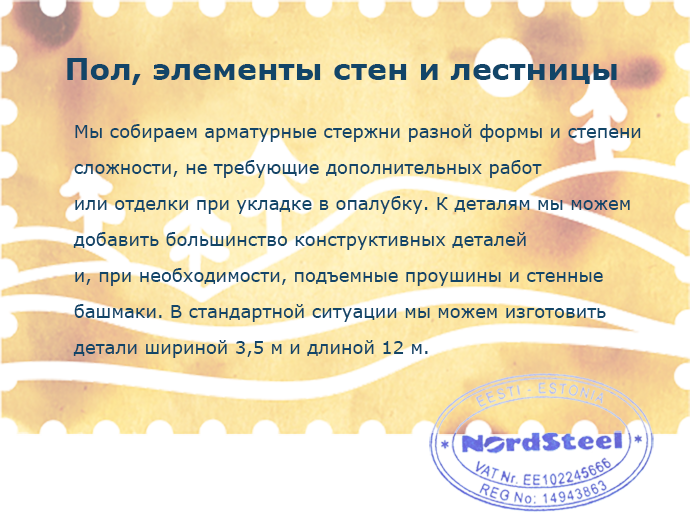 Пол, элементы стен и лестницы
Мы собираем арматурные стержни разной формы и степени
сложности, не требующие дополнительных работ
или отделки при укладке в опалубку. К деталям мы можем
добавить большинство конструктивных деталей
и, при необходимости, подъемные проушины и стенные
башмаки. В стандартной ситуации мы можем изготовить
детали шириной 3,5 м и длиной 12 м.
EESTI - ESTONIA
* NordSteel *
VAT Nr. EE102245666
REG No: 14943863